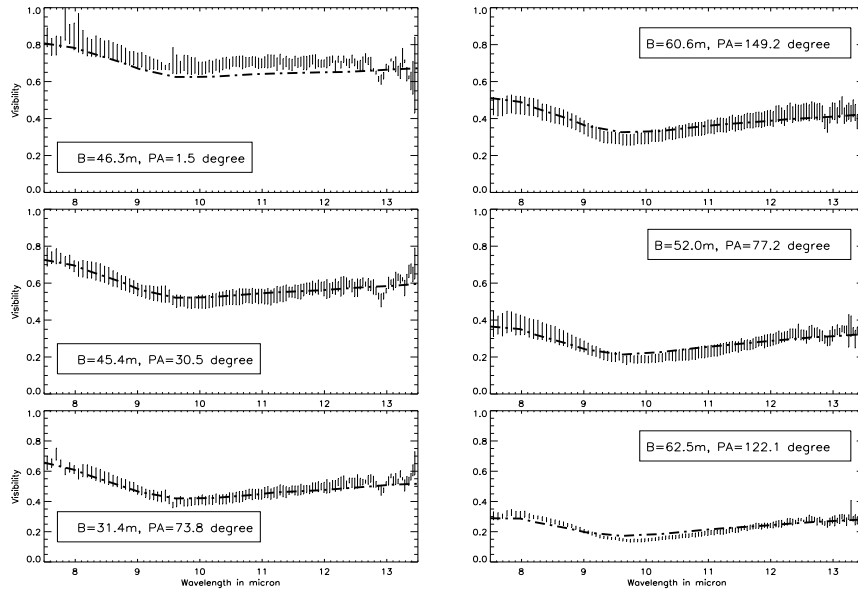 1.0
0.8
0.6
0.4
0.2
0.0
Visibility
B=46.3m, PA=1.5 degree
8 9 10 11 12 13
1.0
0.8
0.6
0.4
0.2
0.0
Visibility
B=45.4m, PA=30.5 degree
8 9 10 11 12 13
1.0
0.8
0.6
0.4
0.2
0.0
Visibility
B=31.4m, PA=73.8 degree
8 9 10 11 12 13
Wavelength in micron
1.0
0.8
0.6
0.4
0.2
0.0
B=60.6m, PA=149.2 degree
8 9 10 11 12 13
1.0
0.8
0.6
0.4
0.2
0.0
B=52.0m, PA=77.2 degree
8 9 10 11 12 13
1.0
0.8
0.6
0.4
0.2
0.0
B=62.5m, PA=122.1 degree
8 9 10 11 12 13
Wavelength in micron